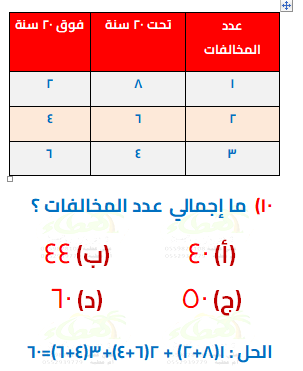 عدد المخالفات تحت ٢٠ سنة فوق ٢٠ سنة
١ ٨ ٢
٢ ٦ ٤
٣ ٤ ٦
١٠) ما إجمالي عدد المخالفات ؟
(أ) ٤٠ (ب) ٤٤
(ج) ٥٠ (د) ٦٠
الحل : ١(٨+٢) + ٢(٦+٤)+٣(٤+٦)=٦٠